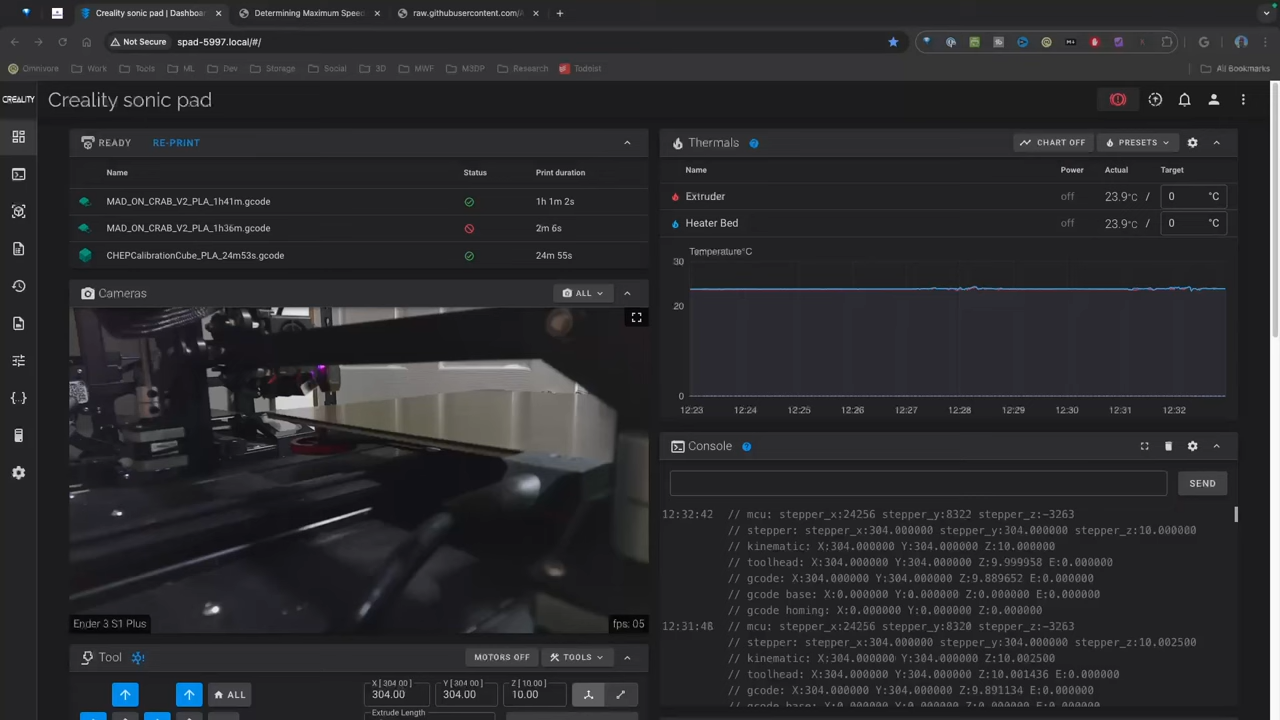 Creality sonic pad | Dashboa
Determining Maximum Speed
raw.githubusercontent.com/
Not Secure
spad-5997.local/#/
Omnivore
Work
Tools
ML
Dev
Storage
Social
3D
MWF
M3DP
Research
Todoist
All Bookmarks
CREALITY
Creality sonic pad
READY
RE-PRINT
Name Status Print duration
MAD_ON_CRAB_V2_PLA_1h41m.gcode 1h 1m 2s
MAD_ON_CRAB_V2_PLA_1h36m.gcode 2m 6s
CHEPCalibrationCube_PLA_24m53s.gcode 24m 55s
Cameras
ALL
Ender 3 S1 Plus
fps: 05
Tool
MOTORS OFF
TOOLS
ALL
X [ 304.00 ]
304.00
Y [ 304.00 ]
304.00
Z [ 10.00 ]
10.00
Extrude Length
Thermals
CHART OFF
PRESETS
Name Power Actual Target
Extruder off 23.9°C / 0 °C
Heater Bed off 23.9°C / 0 °C
Temperature°C
30
20
0
12:23 12:24 12:25 12:26 12:27 12:28 12:29 12:30 12:31 12:32
Console
SEND
12:32:42 // mcu: stepper_x:24256 stepper_y:8322 stepper_z:-3263
// stepper: stepper_x:304.000000 stepper_y:304.000000 stepper_z:10.000000
// kinematic: X:304.000000 Y:304.000000 Z:10.000000
// toolhead: X:304.000000 Y:304.000000 Z:9.999958 E:0.000000
// gcode: X:304.000000 Y:304.000000 Z:9.889652 E:0.000000
// gcode base: X:0.000000 Y:0.000000 Z:0.000000 E:0.000000
// gcode homing: X:0.000000 Y:0.000000 Z:0.000000
12:31:46 // mcu: stepper_x:24256 stepper_y:8320 stepper_z:-3263
// stepper: stepper_x:304.000000 stepper_y:304.000000 stepper_z:10.002500
// kinematic: X:304.000000 Y:304.000000 Z:10.002500
// toolhead: X:304.000000 Y:304.000000 Z:10.001436 E:0.000000
// gcode: X:304.000000 Y:304.000000 Z:9.891134 E:0.000000
// gcode base: X:0.000000 Y:0.000000 Z:0.000000 E:0.000000